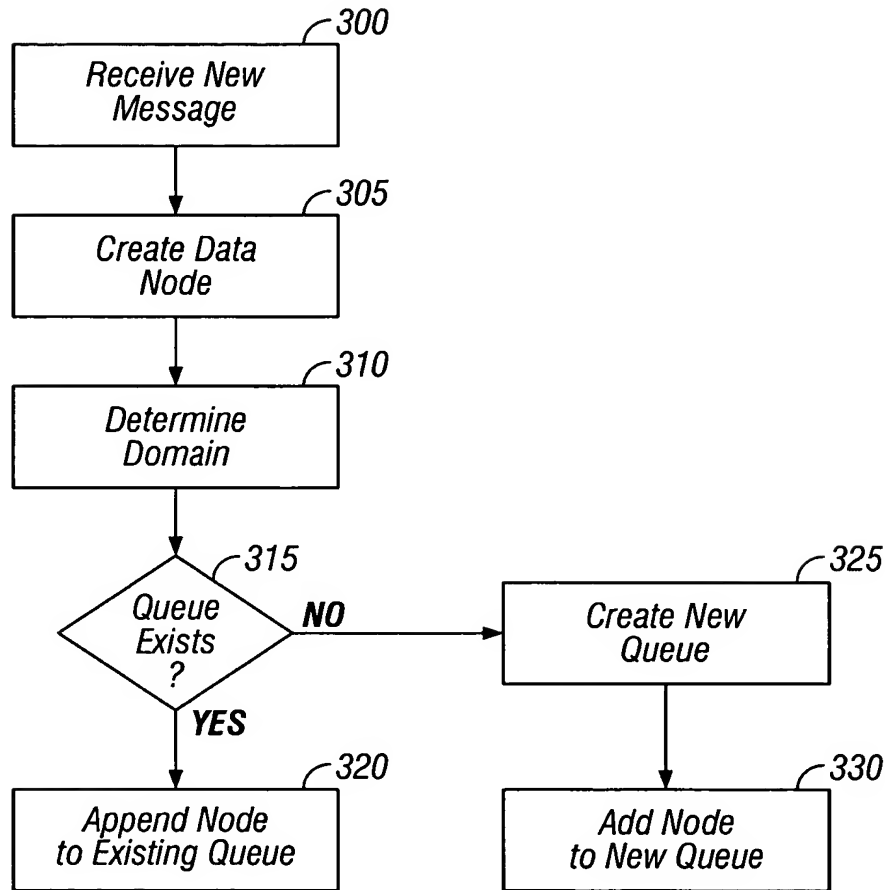 300
Receive New
Message
305
Create Data
Node
310
Determine
Domain
315
Queue
Exists
?
NO
YES
325
Create New
Queue
320
Append Node
to Existing Queue
330
Add Node
to New Queue